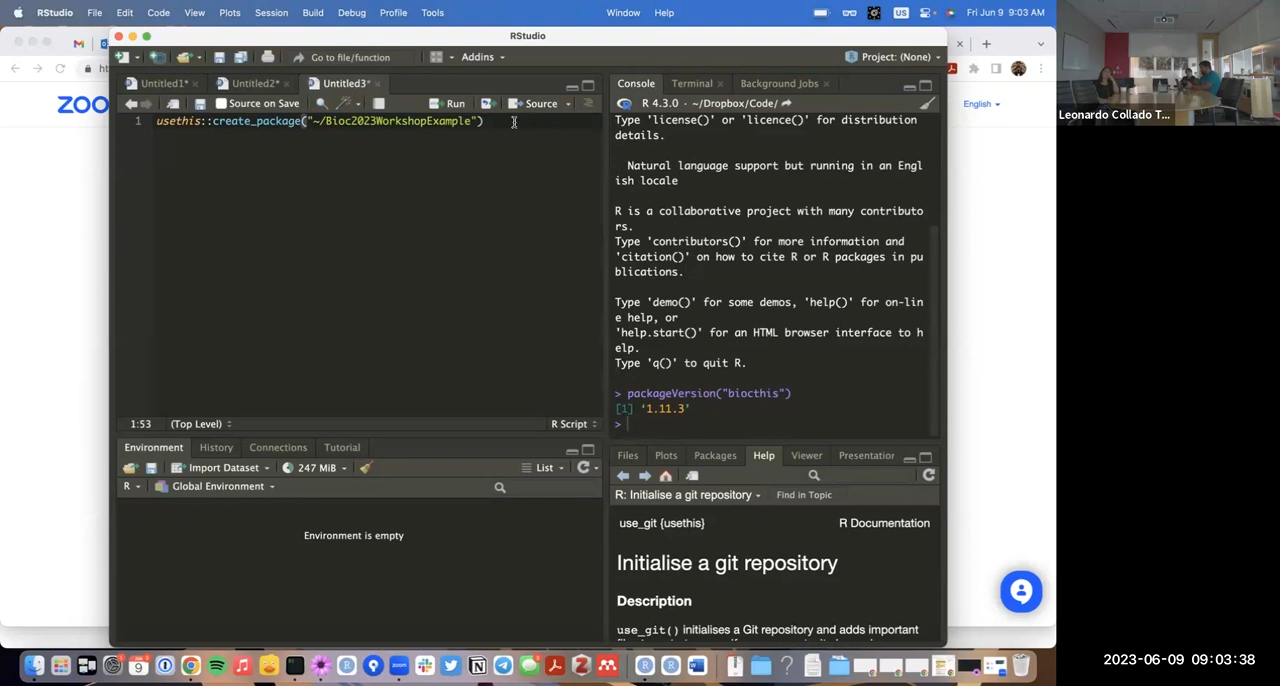 RStudio File Edit Code View Plots Session Build Debug Profile Tools Window Help US Fri Jun 9 9:03 AM
RStudio
Go to file/function Addins Project: (None)
Untitled1* Untitled2* Untitled3*
Source on Save Run Source
1 usethis::create_package("~/Bioc2023WorkshopExample")
1:53 (Top Level) R Script
Environment History Connections Tutorial
Import Dataset 247 MiB List
R Global Environment
Environment is empty
Console Terminal Background Jobs
R 4.3.0 · ~/Dropbox/Code/
Type 'license()' or 'licence()' for distribution
details.
Natural language support but running in an Engl
ish locale
R is a collaborative project with many contributo
rs.
Type 'contributors()' for more information and
'citation()' on how to cite R or R packages in pu
blications.
Type 'demo()' for some demos, 'help()' for on-lin
e help, or
'help.start()' for an HTML browser interface to h
elp.
Type 'q()' to quit R.
> packageVersion("biocthis")
[1] '1.11.3'
>
Files Plots Packages Help Viewer Presentation
R: Initialise a git repository Find in Topic
use_git {usethis} R Documentation
Initialise a git repository
Description
use_git() initialises a Git repository and adds important
ht
ZOO
English
Leonardo Collado T...
zoom
JUN
9
2023-06-09 09:03:38